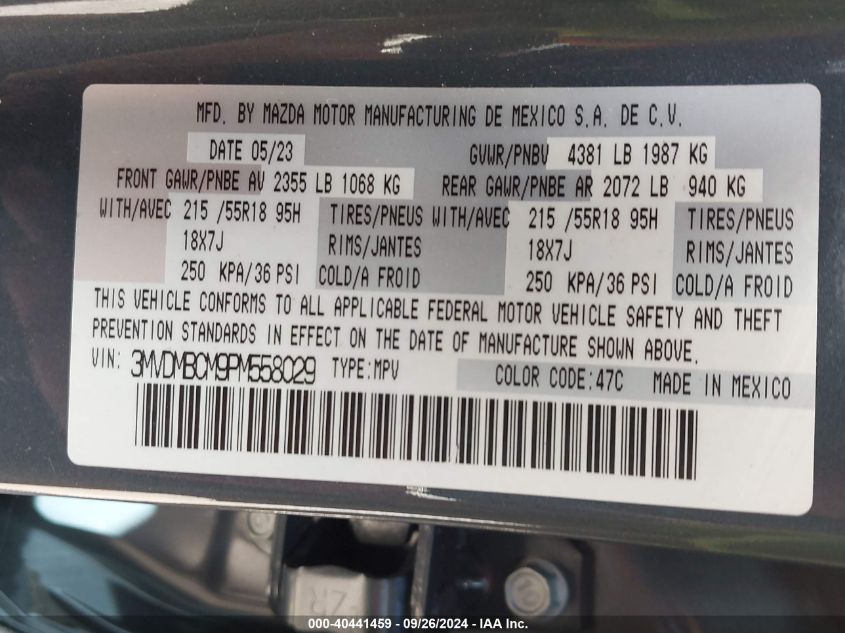 MFD. BY MAZDA MOTOR MANUFACTURING DE MEXICO S.A. DE C.V.
DATE 05/23 GVWR/PNBV 4381 LB 1987 KG
FRONT GAWR/PNBE AV 2355 LB 1068 KG REAR GAWR/PNBE AR 2072 LB 940 KG
WITH/AVEC 215 /55R18 95H TIRES/PNEUS WITH/AVEC 215 /55R18 95H TIRES/PNEUS
18X7J RIMS/JANTES 18X7J RIMS/JANTES
250 KPA/36 PSI COLD/A FROID 250 KPA/36 PSI COLD/A FROID
THIS VEHICLE CONFORMS TO ALL APPLICABLE FEDERAL MOTOR VEHICLE SAFETY AND THEFT
PREVENTION STANDARDS IN EFFECT ON THE DATE OF MANUFACTURE SHOWN ABOVE.
VIN: 3MVDMBCM9PM558029 TYPE:MPV COLOR CODE:47C MADE IN MEXICO
000-40441459 - 09/26/2024 - IAA Inc.